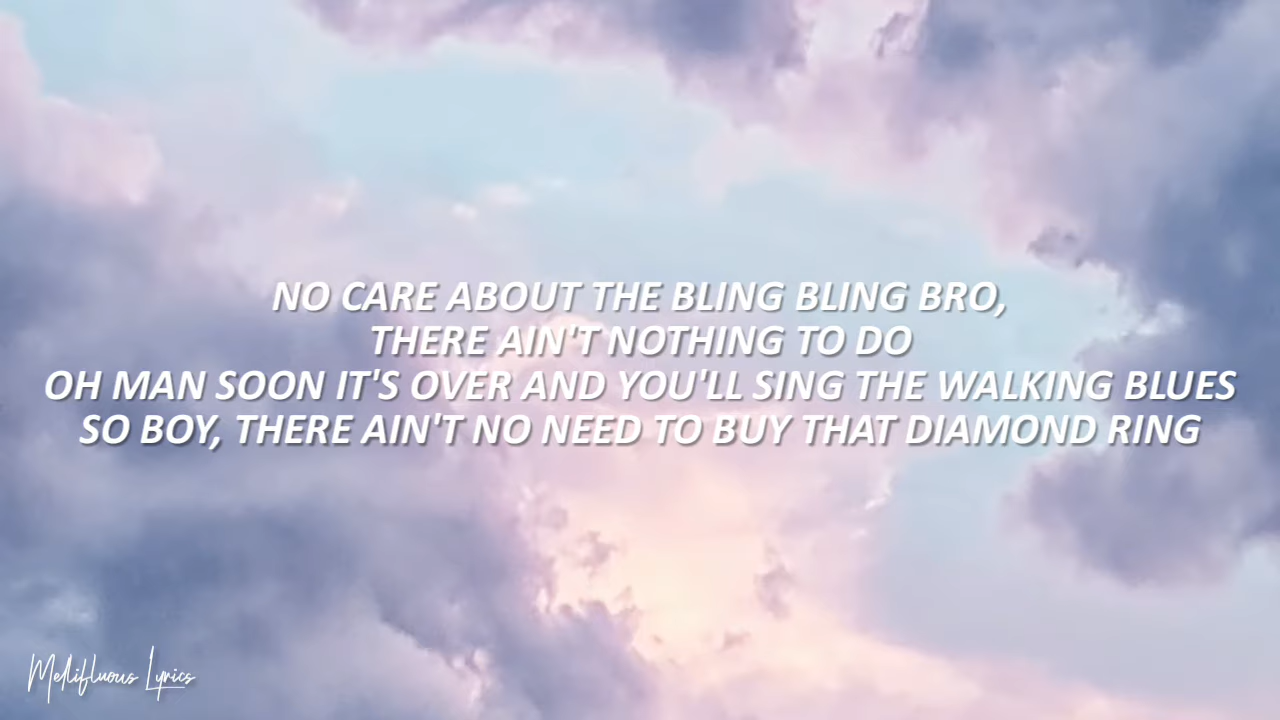 NO CARE ABOUT THE BLING BLING BRO,
THERE AIN'T NOTHING TO DO
OH MAN SOON IT'S OVER AND YOU'LL SING THE WALKING BLUES
SO BOY, THERE AIN'T NO NEED TO BUY THAT DIAMOND RING
Mellifluous Lyrics